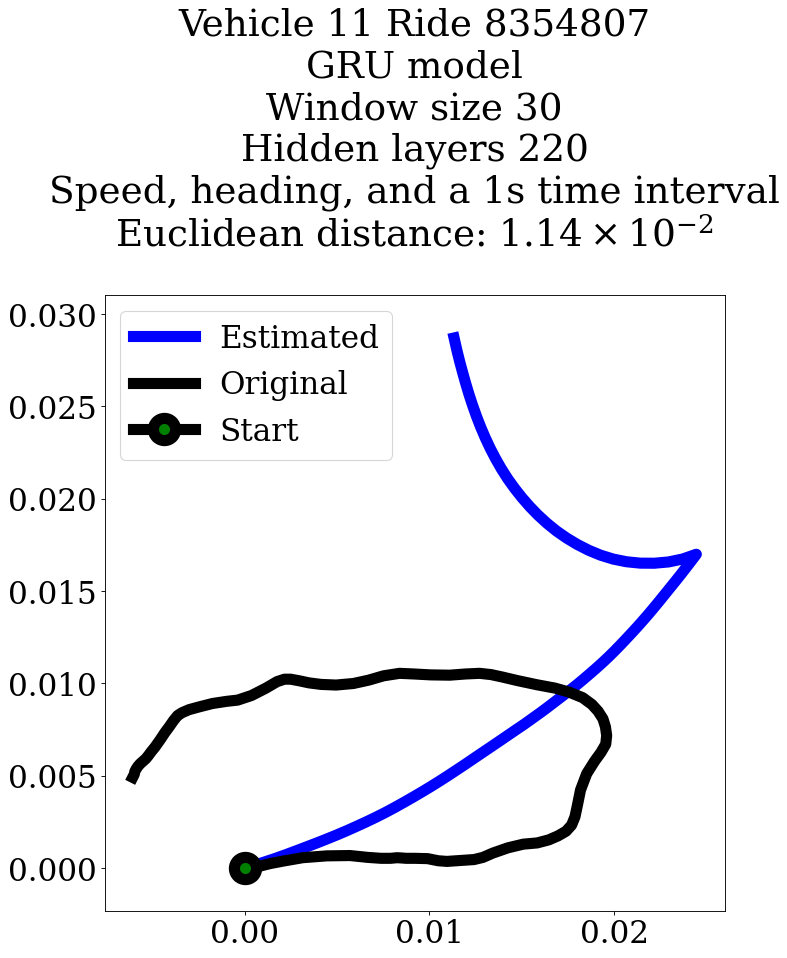 Vehicle 11 Ride 8354807
GRU model
Window size 30
Hidden layers 220
Speed, heading, and a 1s time interval
Euclidean distance: 1.14 × 10⁻²
0.030
0.025
0.020
0.015
0.010
0.005
0.000
Estimated
Original
Start
0.00 0.01 0.02